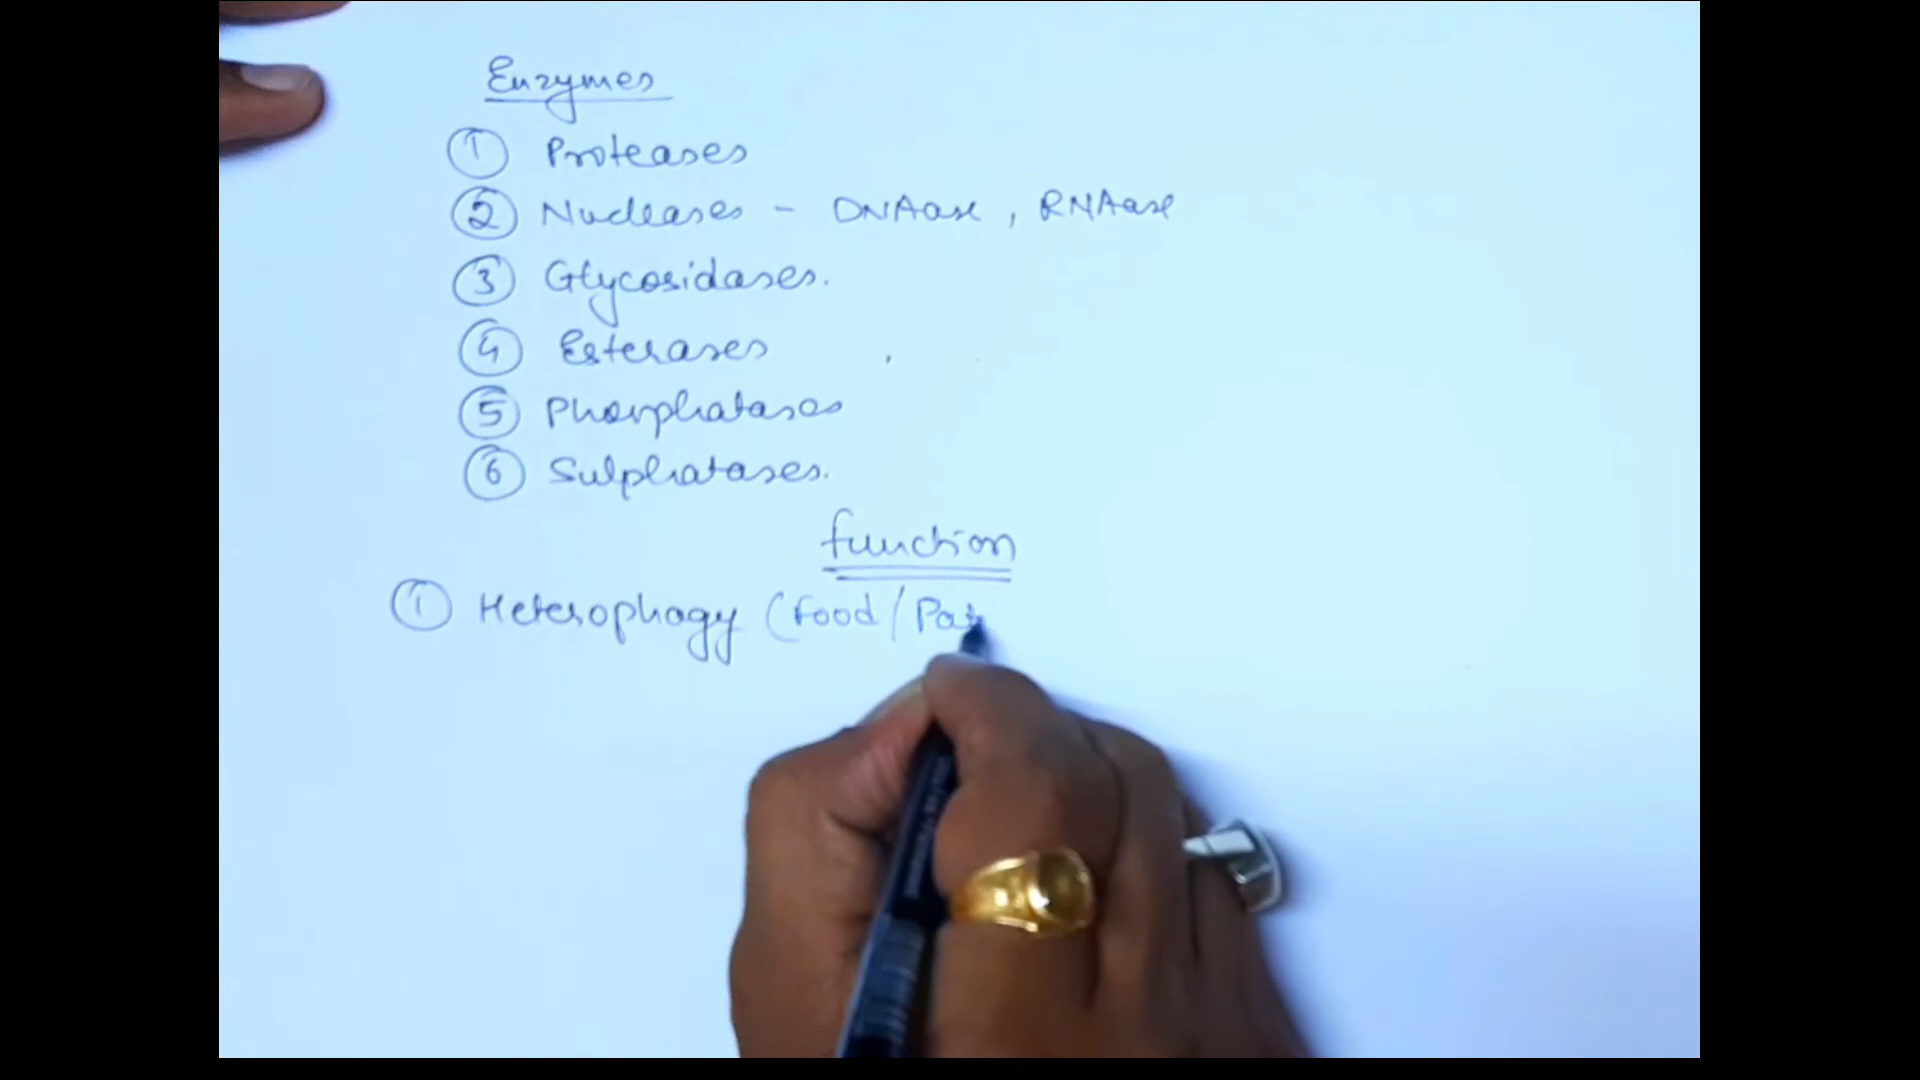 Enzymes
① Proteases
② Nucleases - DNAase, RNAase
③ Glycosidases.
④ Esterases
⑤ Phosphatases
⑥ Sulphatases.
function
① Heterophagy (Food/Pat